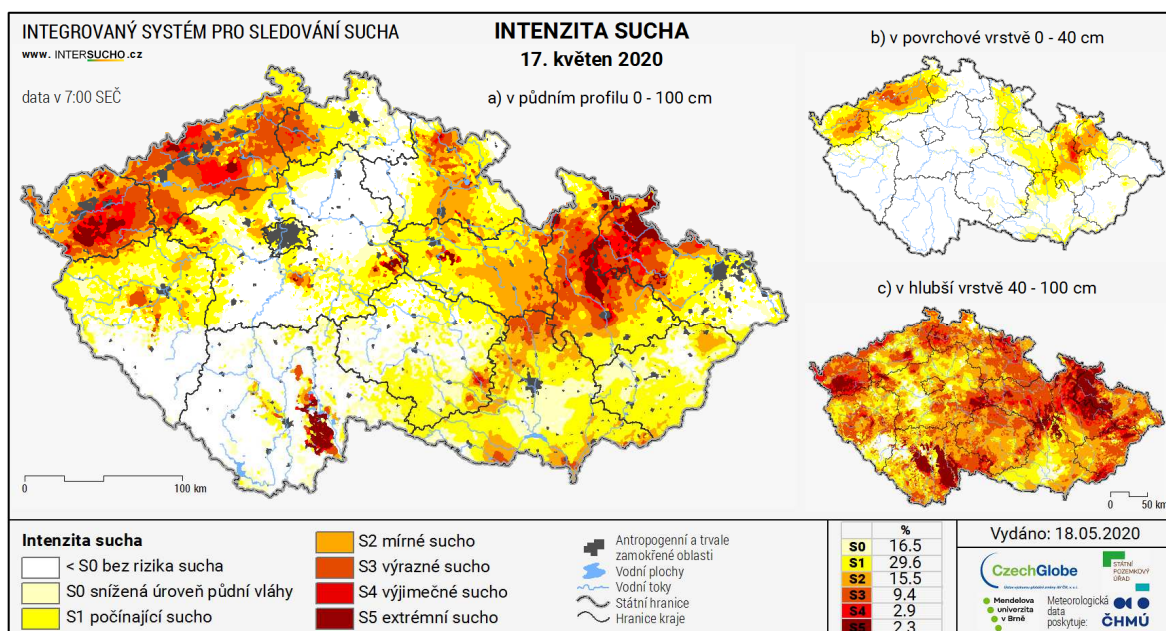 INTEGROVANÝ SYSTÉM PRO SLEDOVÁNÍ SUCHA
www. INTERSUCHO.cz
data v 7:00 SEČ
INTENZITA SUCHA
17. květen 2020
a) v půdním profilu 0 - 100 cm
b) v povrchové vrstvě 0 - 40 cm
c) v hlubší vrstvě 40 - 100 cm
0 100 km
0 50 km
Intenzita sucha
< S0 bez rizika sucha
S0 snížená úroveň půdní vláhy
S1 počínající sucho
S2 mírné sucho
S3 výrazné sucho
S4 výjimečné sucho
S5 extrémní sucho
Antropogenní a trvale
zamokřené oblasti
Vodní plochy
Vodní toky
Státní hranice
Hranice kraje
%
S0 16.5
S1 29.6
S2 15.5
S3 9.4
S4 2.9
S5 2.3
Vydáno: 18.05.2020
CzechGlobe
STÁTNÍ
POZEMKOVÝ
ÚŘAD
Mendelova
univerzita
v Brně
Meteorologická
data
poskytuje:
ČHMÚ